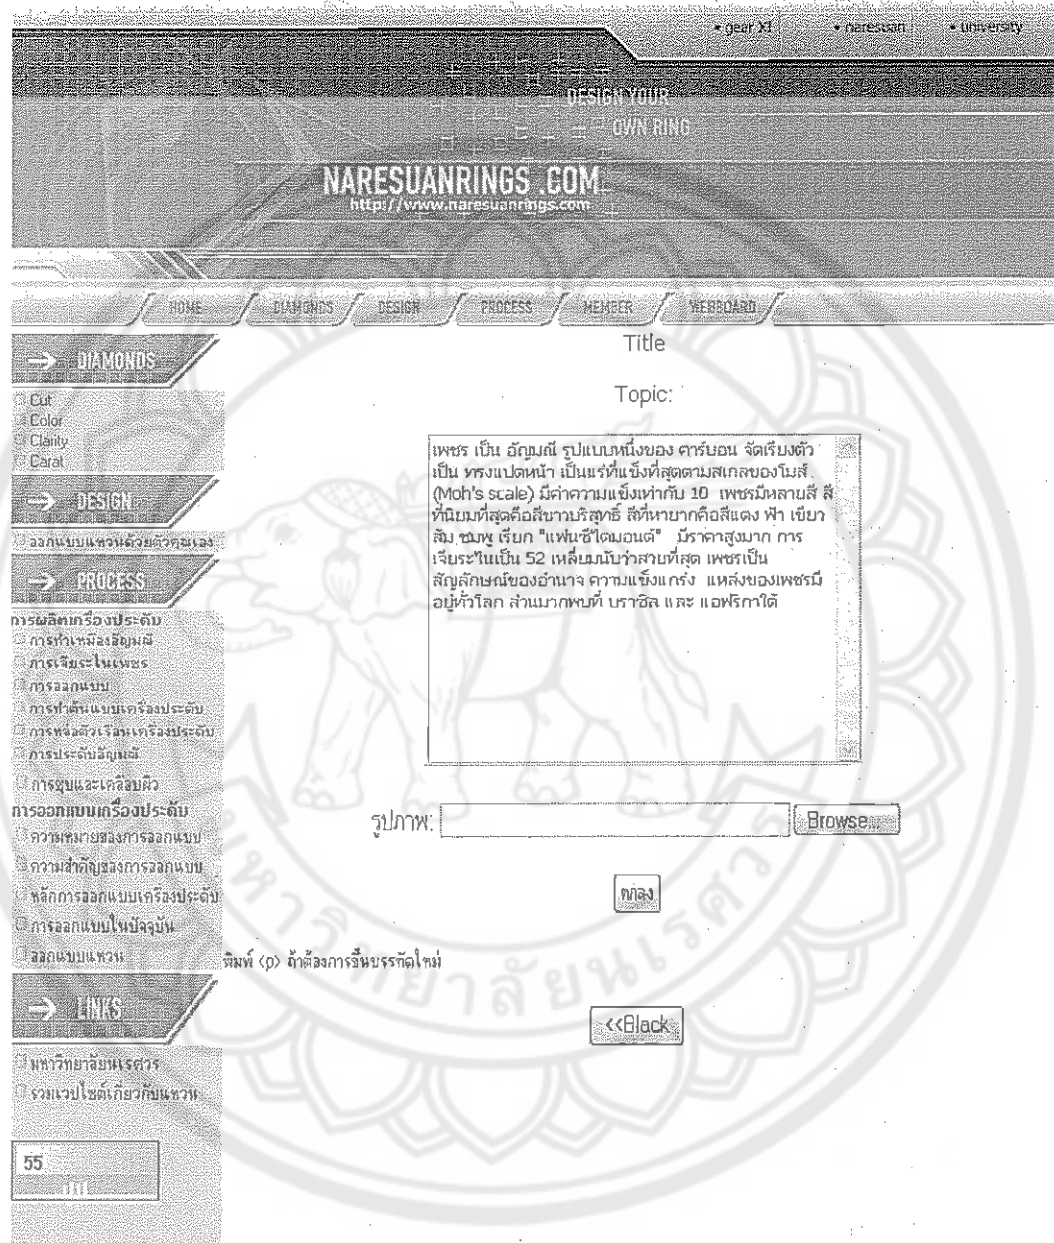 • gear XI • naresuan • university
DESIGN YOUR
OWN RING
NARESUANRINGS .COM
http://www.naresuanrings.com
HOME DIAMONDS DESIGN PROCESS MEMBER WEBBOARD
Title
DIAMONDS
Topic:
Cut
Color
Clarity
Carat
เพชร เป็น อัญมณี รูปแบบหนึ่งของ คาร์บอน จัดเรียงตัว
เป็น ทรงแปดหน้า เป็นแร่ที่แข็งที่สุดตามสเกลของโมส์
(Moh's scale) มีค่าความแข็งเท่ากับ 10 เพชรมีหลายสี สี
ที่นิยมที่สุดคือสีขาวบริสุทธิ์ สีที่หายากคือสีแดง ฟ้า เขียว
ส้ม ชมพู เรียก "แฟนซีไดมอนด์" มีราคาสูงมาก การ
เจียระไนเป็น 52 เหลี่ยมนับว่าสวยที่สุด เพชรเป็น
สัญลักษณ์ของอำนาจ ความแข็งแกร่ง แหล่งของเพชรมี
อยู่ทั่วโลก ส่วนมากพบที่ บราซิล และ แอฟริกาใต้
DESIGN
ออกแบบแหวนด้วยตัวคุณเอง
PROCESS
การผลิตเครื่องประดับ
การทำเหมืองอัญมณี
การเจียระไนเพชร
การออกแบบ
การทำต้นแบบเครื่องประดับ
การหล่อตัวเรือนเครื่องประดับ
การประดับอัญมณี
การชุบและเคลือบผิว
การออกแบบเครื่องประดับ
ความหมายของการออกแบบ
ความสำคัญของการออกแบบ
หลักการออกแบบเครื่องประดับ
การออกแบบในปัจจุบัน
ออกแบบแหวน
รูปภาพ: Browse...
ตกลง
พิมพ์ <p> ถ้าต้องการขึ้นบรรทัดใหม่
<<Black
LINKS
มหาวิทยาลัยนเรศวร
รวมเวปไซต์เกี่ยวกับแหวน
55
มหาวิทยาลัยนเรศวร